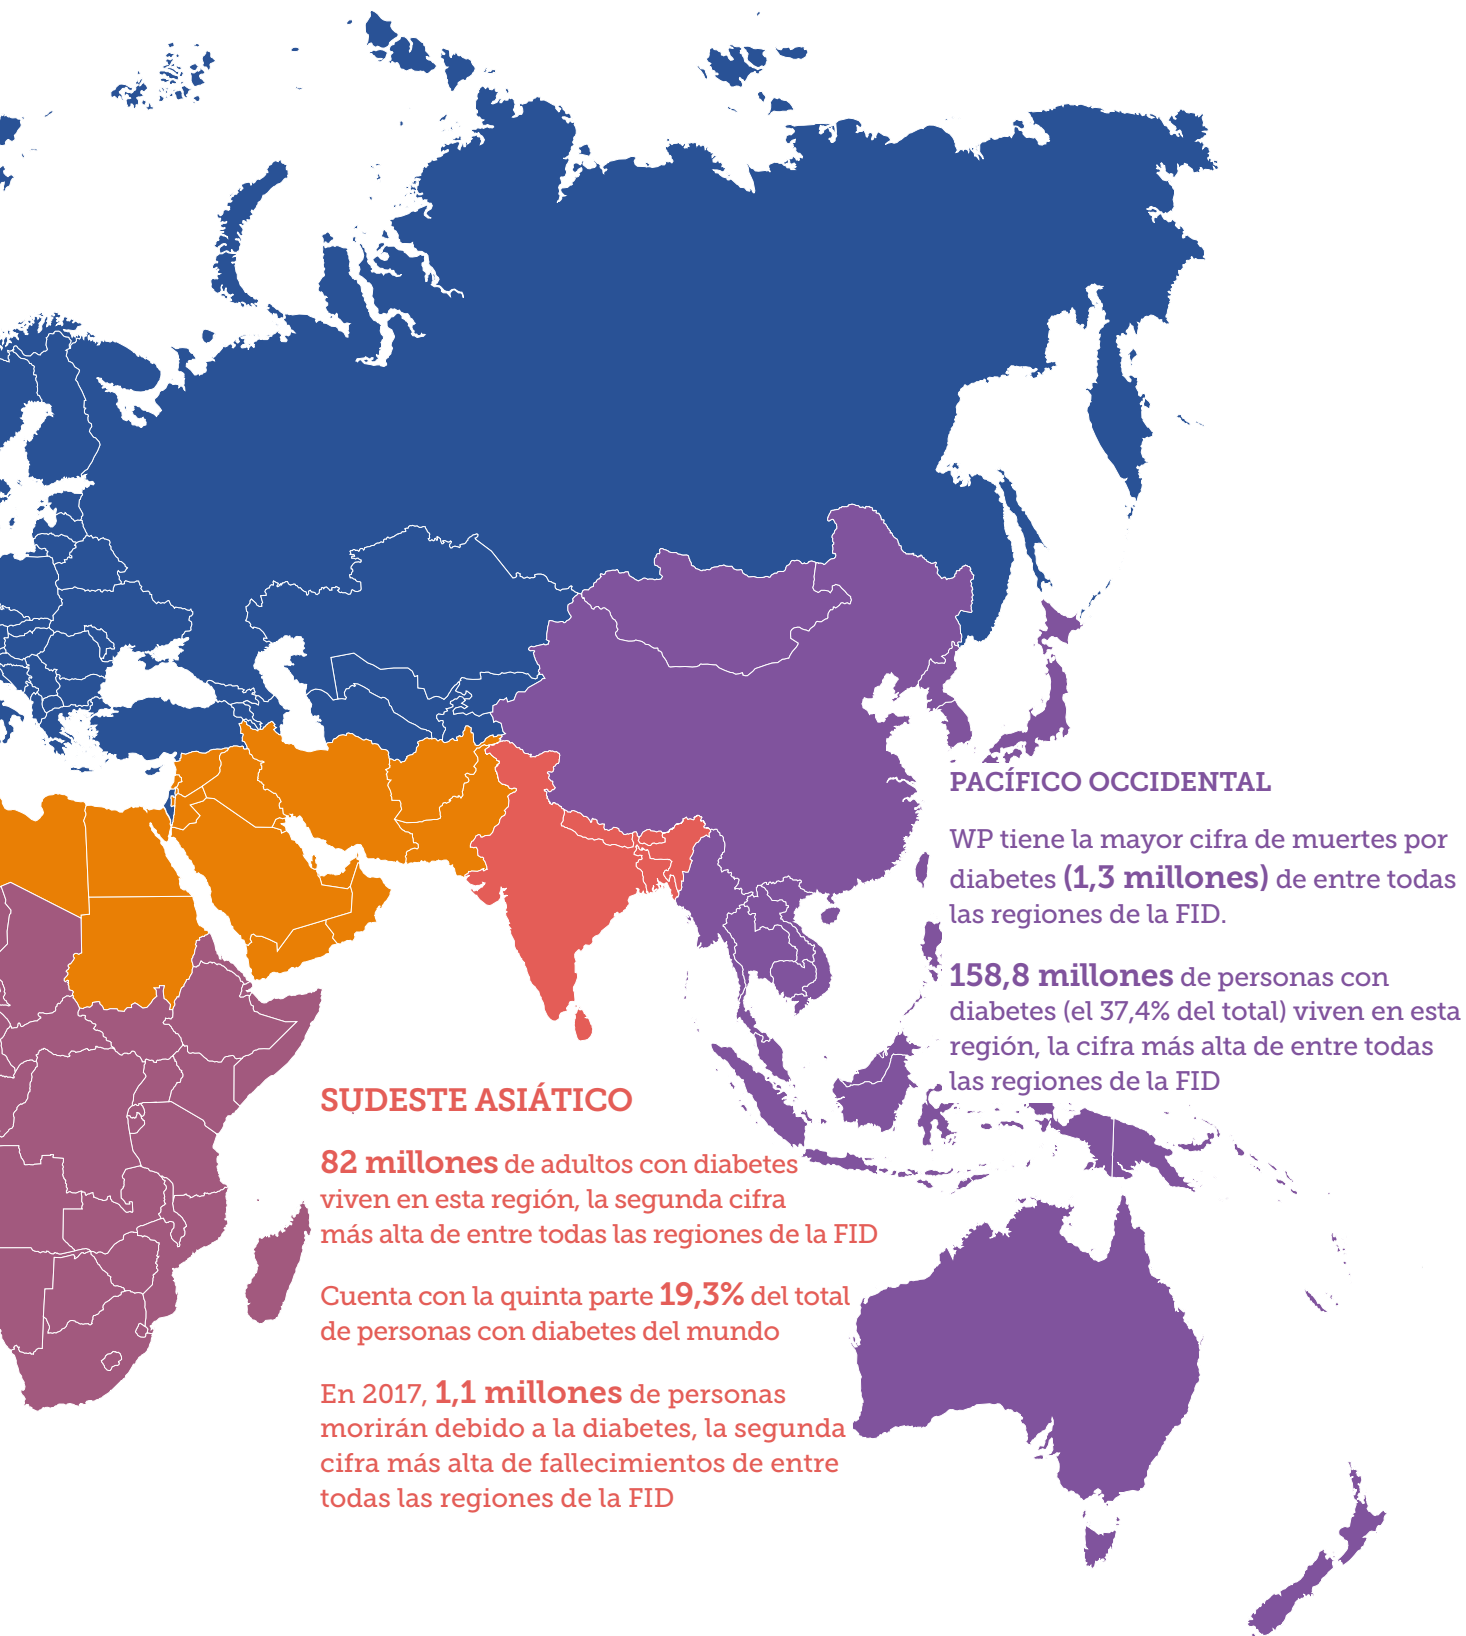 PACÍFICO OCCIDENTAL
WP tiene la mayor cifra de muertes por
diabetes (1,3 millones) de entre todas
las regiones de la FID.
158,8 millones de personas con
diabetes (el 37,4% del total) viven en esta
región, la cifra más alta de entre todas
las regiones de la FID
SUDESTE ASIÁTICO
82 millones de adultos con diabetes
viven en esta región, la segunda cifra
más alta de entre todas las regiones de la FID
Cuenta con la quinta parte 19,3% del total
de personas con diabetes del mundo
En 2017, 1,1 millones de personas
morirán debido a la diabetes, la segunda
cifra más alta de fallecimientos de entre
todas las regiones de la FID